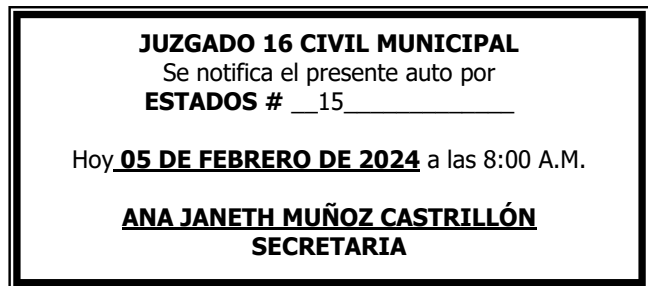 JUZGADO 16 CIVIL MUNICIPAL
Se notifica el presente auto por
ESTADOS # __15______________
Hoy 05 DE FEBRERO DE 2024 a las 8:00 A.M.
ANA JANETH MUÑOZ CASTRILLÓN
SECRETARIA